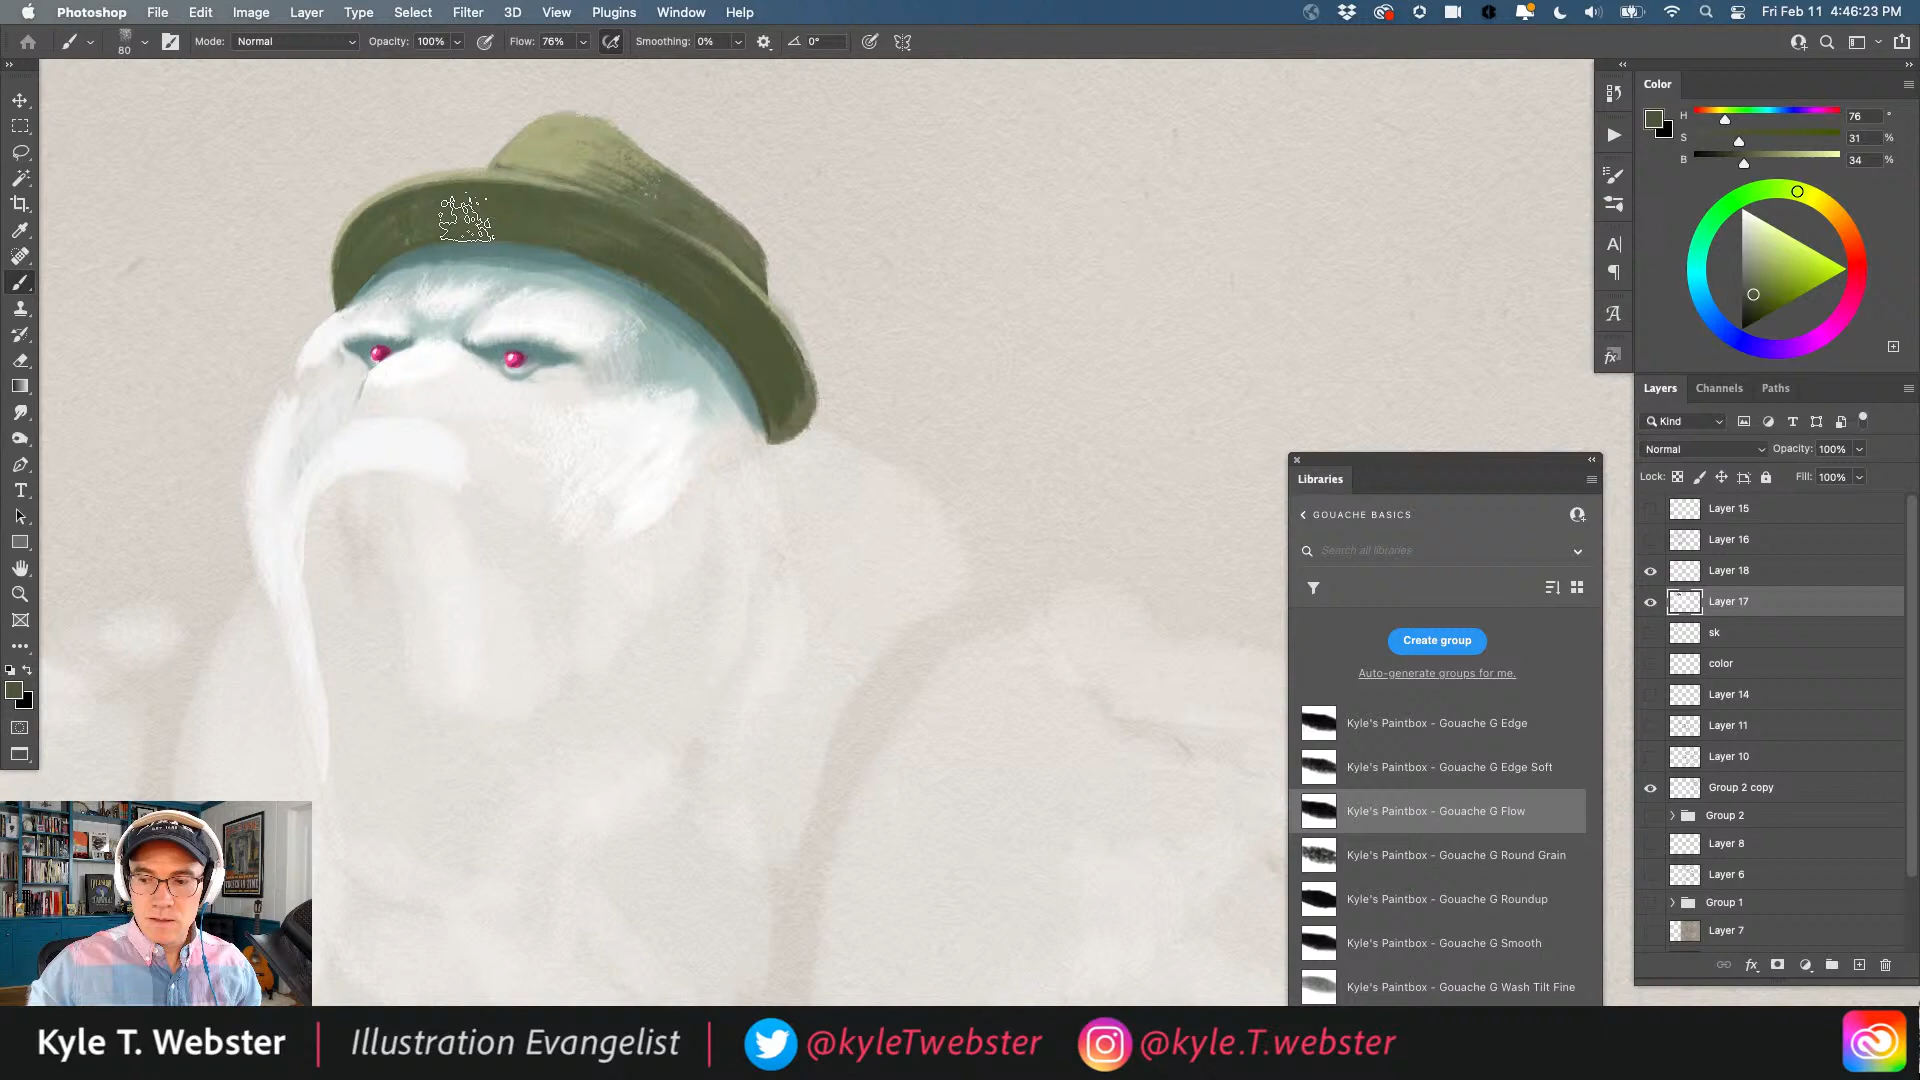 Photoshop File Edit Image Layer Type Select Filter 3D View Plugins Window Help Fri Feb 11 4:46:23 PM
80 Mode: Normal Opacity: 100% Flow: 76% Smoothing: 0% 0°
Color
H 76 °
S 31 %
B 34 %
Layers Channels Paths
Kind
Normal Opacity: 100%
Lock: Fill: 100%
Layer 15
Layer 16
Layer 18
Layer 17
sk
color
Layer 14
Layer 11
Layer 10
Group 2 copy
Group 2
Layer 8
Layer 6
Group 1
Layer 7
Libraries
GOUACHE BASICS
Search all libraries
Create group
Auto-generate groups for me.
Kyle's Paintbox - Gouache G Edge
Kyle's Paintbox - Gouache G Edge Soft
Kyle's Paintbox - Gouache G Flow
Kyle's Paintbox - Gouache G Round Grain
Kyle's Paintbox - Gouache G Roundup
Kyle's Paintbox - Gouache G Smooth
Kyle's Paintbox - Gouache G Wash Tilt Fine
Kyle T. Webster | Illustration Evangelist | @kyleTwebster @kyle.T.webster